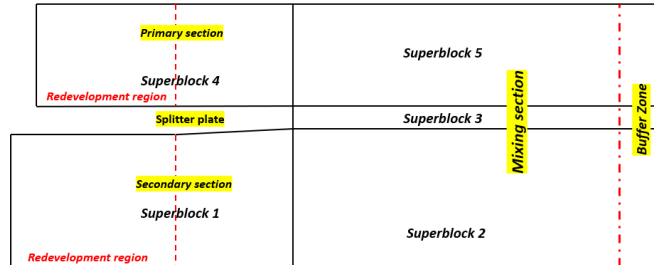 Primary section
Superblock 5
Superblock 4
Redevelopment region
Splitter plate
Superblock 3
Mixing section
Buffer Zone
Secondary section
Superblock 1
Superblock 2
Redevelopment region